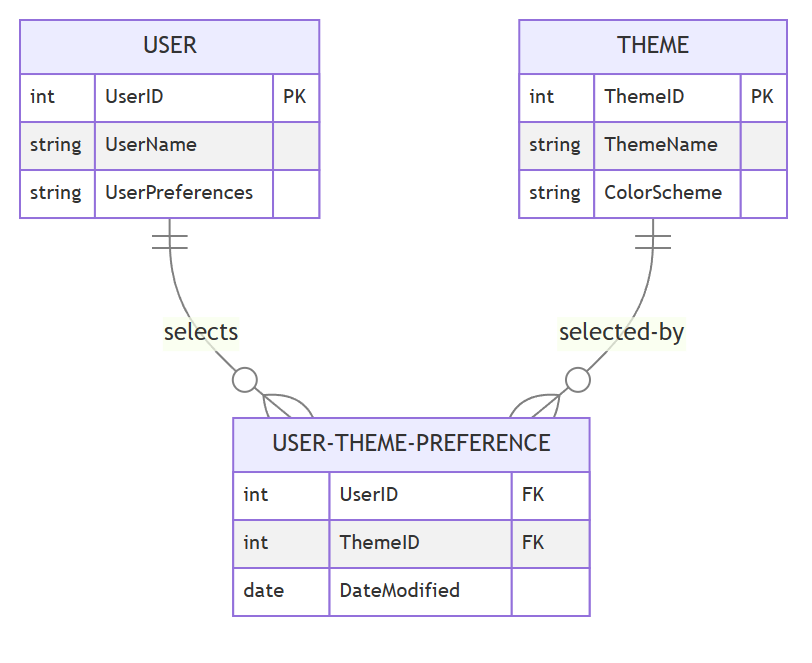 USER
int UserID PK
string UserName
string UserPreferences
THEME
int ThemeID PK
string ThemeName
string ColorScheme
selects
selected-by
USER-THEME-PREFERENCE
int UserID FK
int ThemeID FK
date DateModified